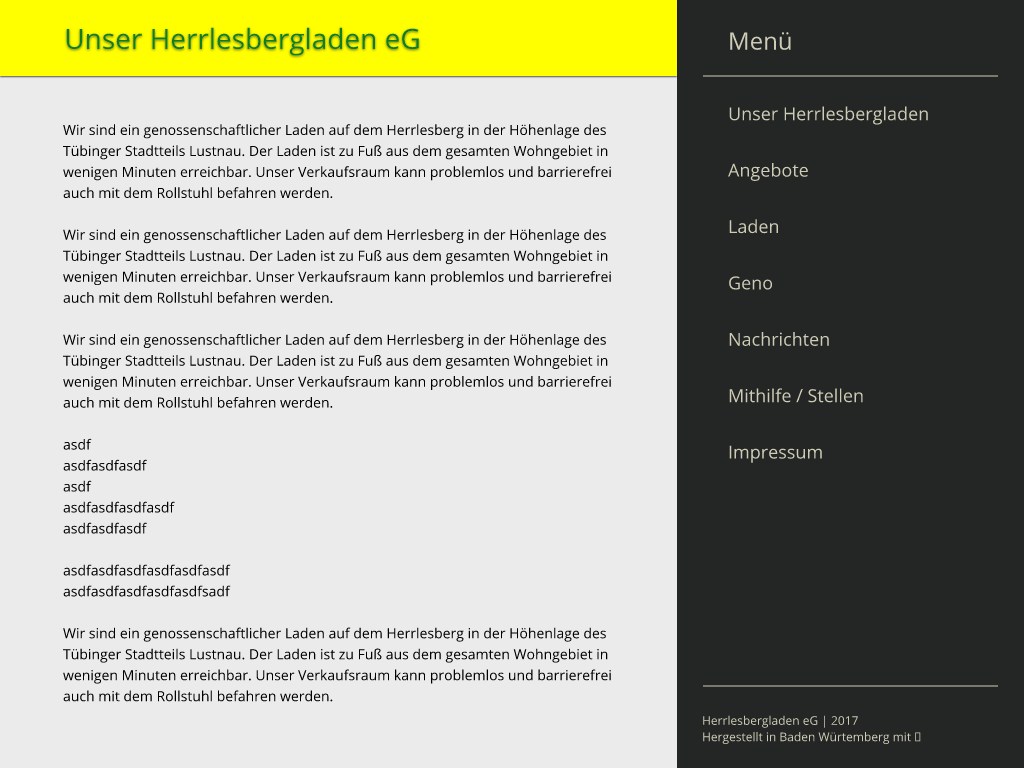 Unser Herrlesbergladen eG
Wir sind ein genossenschaftlicher Laden auf dem Herrlesberg in der Höhenlage des
Tübinger Stadtteils Lustnau. Der Laden ist zu Fuß aus dem gesamten Wohngebiet in
wenigen Minuten erreichbar. Unser Verkaufsraum kann problemlos und barrierefrei
auch mit dem Rollstuhl befahren werden.
Wir sind ein genossenschaftlicher Laden auf dem Herrlesberg in der Höhenlage des
Tübinger Stadtteils Lustnau. Der Laden ist zu Fuß aus dem gesamten Wohngebiet in
wenigen Minuten erreichbar. Unser Verkaufsraum kann problemlos und barrierefrei
auch mit dem Rollstuhl befahren werden.
Wir sind ein genossenschaftlicher Laden auf dem Herrlesberg in der Höhenlage des
Tübinger Stadtteils Lustnau. Der Laden ist zu Fuß aus dem gesamten Wohngebiet in
wenigen Minuten erreichbar. Unser Verkaufsraum kann problemlos und barrierefrei
auch mit dem Rollstuhl befahren werden.
asdf
asdfasdfasdf
asdf
asdfasdfasdfasdf
asdfasdfasdf
asdfasdfasdfasdfasdfasdf
asdfasdfasdfasdfasdfsadf
Wir sind ein genossenschaftlicher Laden auf dem Herrlesberg in der Höhenlage des
Tübinger Stadtteils Lustnau. Der Laden ist zu Fuß aus dem gesamten Wohngebiet in
wenigen Minuten erreichbar. Unser Verkaufsraum kann problemlos und barrierefrei
auch mit dem Rollstuhl befahren werden.
Menü
Unser Herrlesbergladen
Angebote
Laden
Geno
Nachrichten
Mithilfe / Stellen
Impressum
Herrlesbergladen eG | 2017
Hergestellt in Baden Würtemberg mit